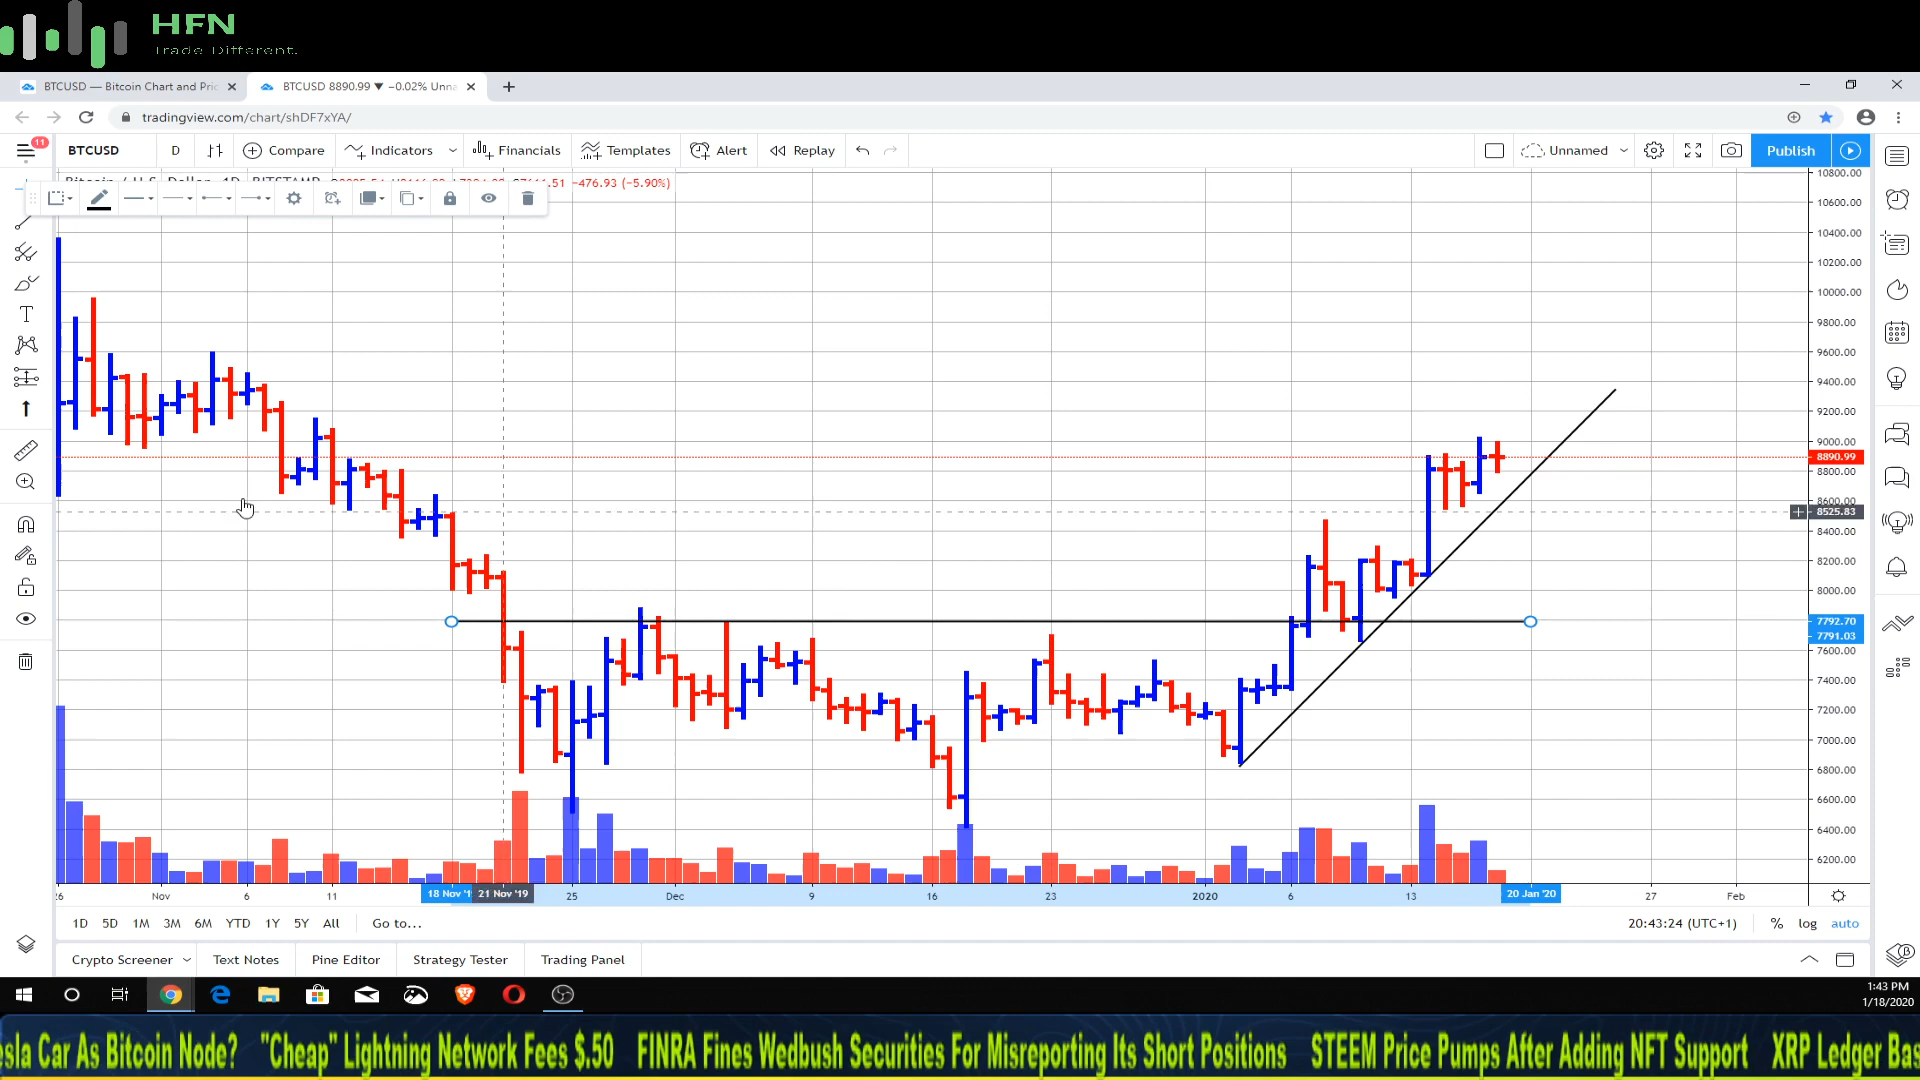 HFN
Trade Different.
BTCUSD — Bitcoin Chart and Pric
BTCUSD 8890.99 ▼ −0.02% Unna
tradingview.com/chart/shDF7xYA/
11
BTCUSD D Compare Indicators Financials Templates Alert Replay Unnamed Publish
−476.93 (−5.90%)
10800.00
10600.00
10400.00
10200.00
10000.00
9800.00
9600.00
9400.00
9200.00
9000.00
8890.99
8800.00
8600.00
8525.83
8400.00
8200.00
8000.00
7792.70
7791.03
7600.00
7400.00
7200.00
7000.00
6800.00
6600.00
6400.00
6200.00
26 Nov 6 11 18 Nov '1 21 Nov '19 25 Dec 9 16 23 2020 6 13 20 Jan '20 27 Feb
1D 5D 1M 3M 6M YTD 1Y 5Y All Go to... 20:43:24 (UTC+1) % log auto
Crypto Screener Text Notes Pine Editor Strategy Tester Trading Panel
1:43 PM
1/18/2020
esla Car As Bitcoin Node? "Cheap" Lightning Network Fees $.50 FINRA Fines Wedbush Securities For Misreporting Its Short Positions STEEM Price Pumps After Adding NFT Support XRP Ledger Bas